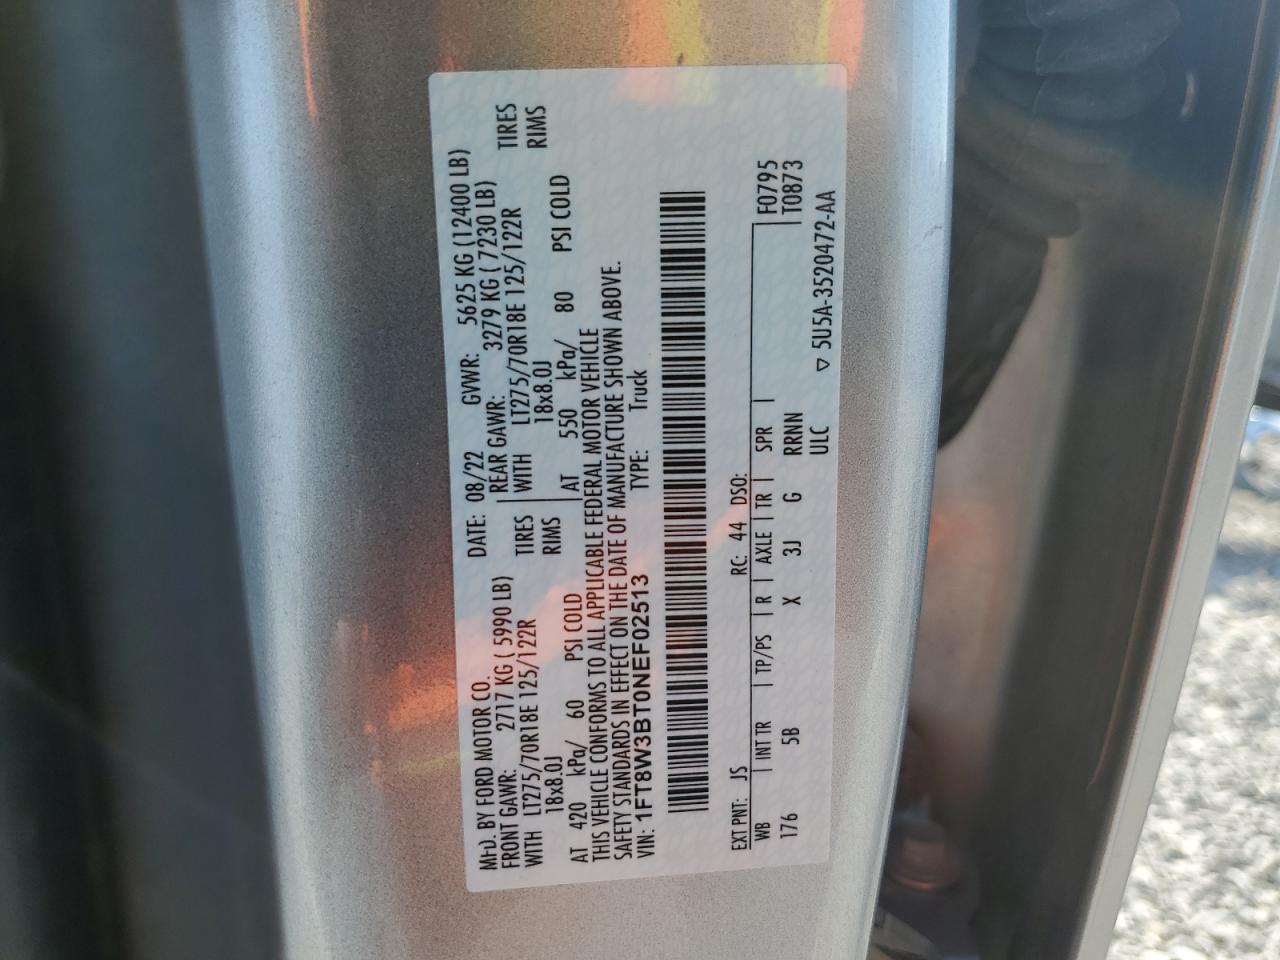 MFD. BY FORD MOTOR CO. DATE: 08/22 GVWR: 5625 KG (12400 LB)
FRONT GAWR: 2717 KG ( 5990 LB) REAR GAWR: 3279 KG ( 7230 LB)
WITH LT275/70R18E 125/122R TIRES WITH LT275/70R18E 125/122R TIRES
18x8.0J RIMS 18x8.0J RIMS
AT 420 kPa/ 60 PSI COLD AT 550 kPa/ 80 PSI COLD
THIS VEHICLE CONFORMS TO ALL APPLICABLE FEDERAL MOTOR VEHICLE
SAFETY STANDARDS IN EFFECT ON THE DATE OF MANUFACTURE SHOWN ABOVE.
VIN: 1FT8W3BT0NEF02513 TYPE: Truck
EXT PNT: JS RC: 44 DSO:
WB INT TR TP/PS R AXLE TR SPR F0795
176 5B X 3J G RRNN T0873
ULC ▽ 5U5A-3520472-AA